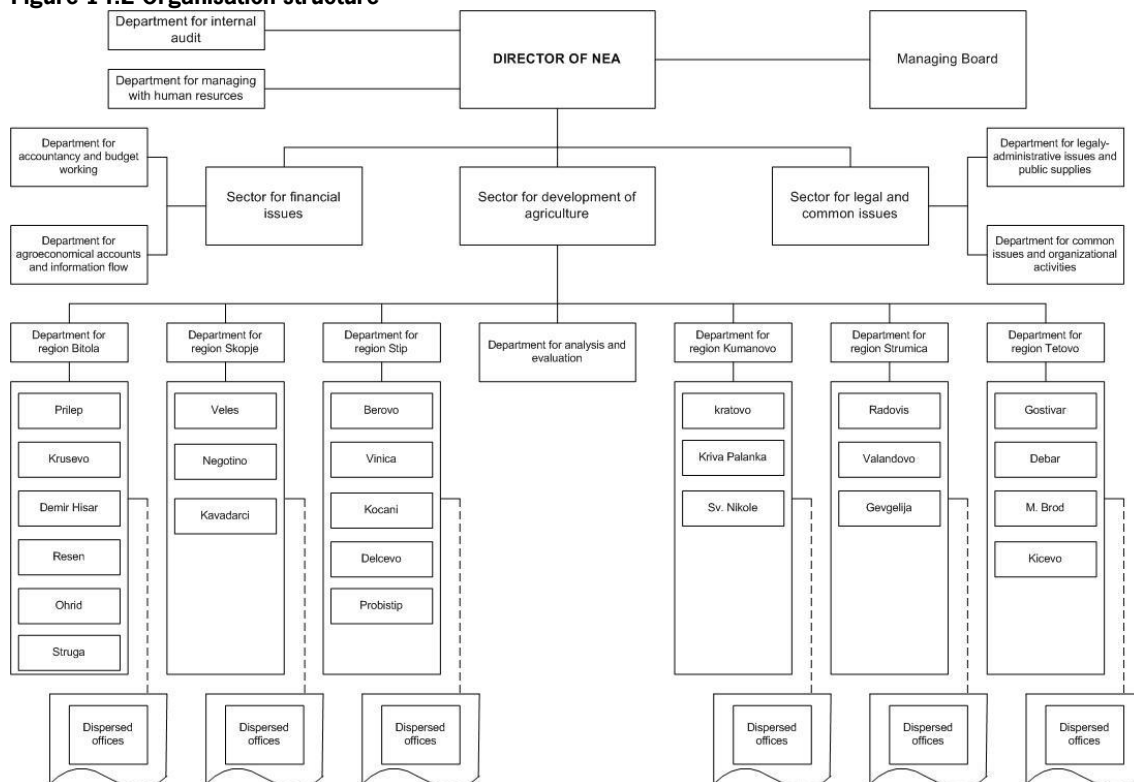 Figure 14.2 Organisation structure
Department for internal
audit
DIRECTOR OF NEA
Managing Board
Department for managing
with human resurces
Department for
accountancy and budget
working
Department for
agroeconomical accounts
and information flow
Sector for financial
issues
Sector for development of
agriculture
Sector for legal and
common issues
Department for legaly-
administrative issues and
public supplies
Department for common
issues and organizational
activities
Department for
region Bitola
Department for
region Skopje
Department for
region Stip
Department for analysis and
evaluation
Department for
region Kumanovo
Department for
region Strumica
Department for
region Tetovo
Prilep
Krusevo
Demir Hisar
Resen
Ohrid
Struga
Veles
Negotino
Kavadarci
Berovo
Vinica
Kocani
Delcevo
Probistip
kratovo
Kriva Palanka
Sv. Nikole
Radovis
Valandovo
Gevgelija
Gostivar
Debar
M. Brod
Kicevo
Dispersed
offices
Dispersed
offices
Dispersed
offices
Dispersed
offices
Dispersed
offices
Dispersed
offices